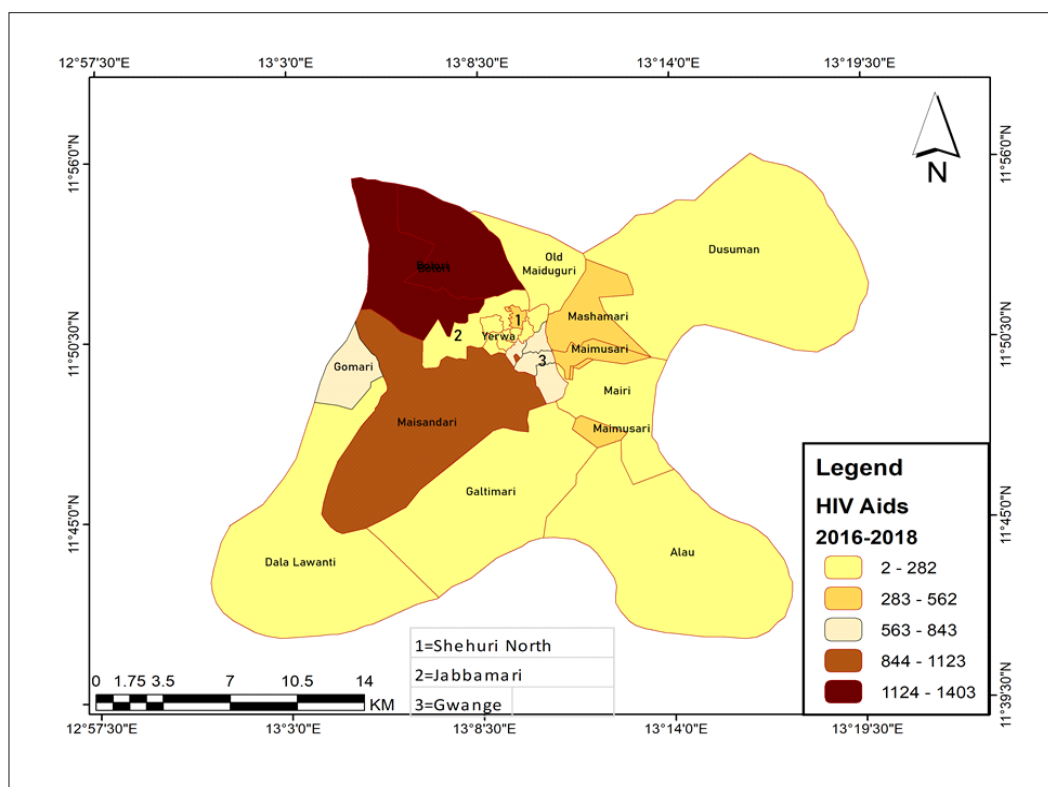 12°57'30"E 13°3'0"E 13°8'30"E 13°14'0"E 13°19'30"E
11°56'0"N
11°56'0"N
N
Dusuman
Old
Maiduguri
Mashamari
1
Yerwa
2
11°50'30"N
11°50'30"N
Maimusari
3
Gomari
Mairi
Maisandari
Maimusari
Galtimari
11°45'0"N
11°45'0"N
Alau
Dala Lawanti
Legend
HIV Aids
2016-2018
2 - 282
283 - 562
563 - 843
844 - 1123
1124 - 1403
1=Shehuri North
2=Jabbamari
3=Gwange
0 1.75 3.5 7 10.5 14
KM
11°39'30"N
12°57'30"E 13°3'0"E 13°8'30"E 13°14'0"E 13°19'30"E